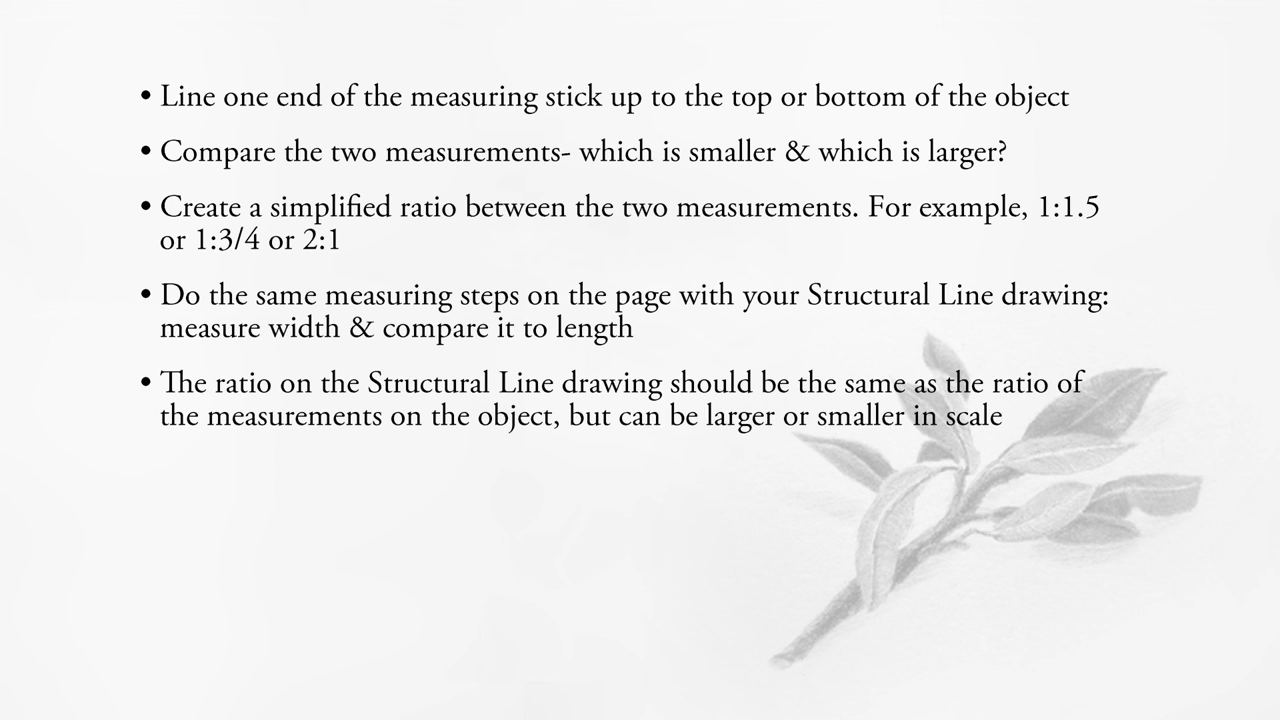 • Line one end of the measuring stick up to the top or bottom of the object
• Compare the two measurements- which is smaller & which is larger?
• Create a simplified ratio between the two measurements. For example, 1:1.5
or 1:3/4 or 2:1
• Do the same measuring steps on the page with your Structural Line drawing:
measure width & compare it to length
• The ratio on the Structural Line drawing should be the same as the ratio of
the measurements on the object, but can be larger or smaller in scale